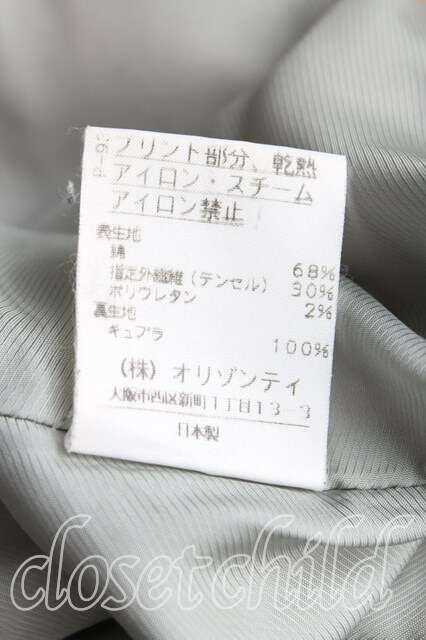 P-93
プリント部分、乾熱
アイロン・スチーム
アイロン禁止
表生地
綿 68%
指定外繊維（テンセル） 30%
ポリウレタン 2%
裏生地
キュプラ 100%
（株）オリゾンティ
大阪市西区新町1丁目13-3
日本製
closet child